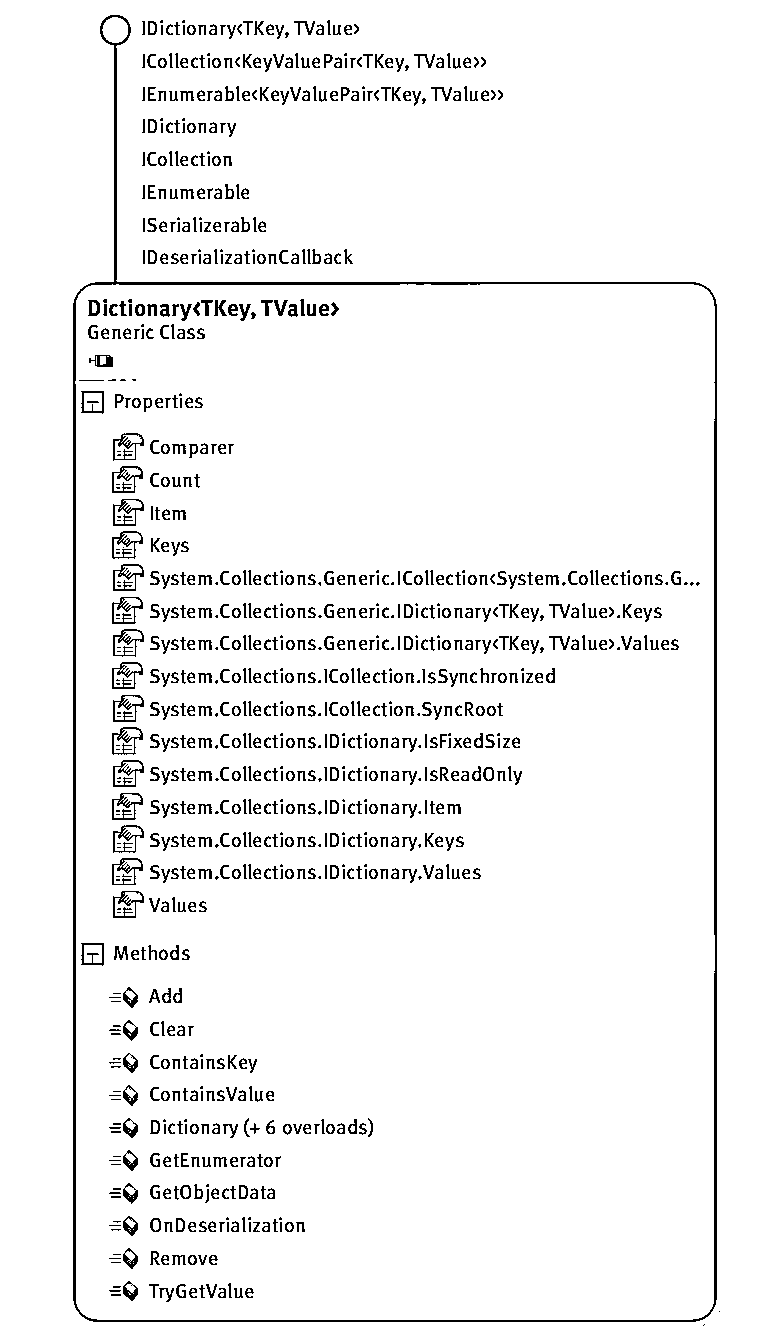 IDictionary<TKey, TValue>
ICollection<KeyValuePair<TKey, TValue>>
IEnumerable<KeyValuePair<TKey, TValue>>
IDictionary
ICollection
IEnumerable
ISerializerable
IDeserializationCallback
Dictionary<TKey, TValue>
Generic Class
Properties
Comparer
Count
Item
Keys
System.Collections.Generic.ICollection<System.Collections.G...
System.Collections.Generic.IDictionary<TKey, TValue>.Keys
System.Collections.Generic.IDictionary<TKey, TValue>.Values
System.Collections.ICollection.IsSynchronized
System.Collections.ICollection.SyncRoot
System.Collections.IDictionary.IsFixedSize
System.Collections.IDictionary.IsReadOnly
System.Collections.IDictionary.Item
System.Collections.IDictionary.Keys
System.Collections.IDictionary.Values
Values
Methods
Add
Clear
ContainsKey
ContainsValue
Dictionary (+ 6 overloads)
GetEnumerator
GetObjectData
OnDeserialization
Remove
TryGetValue